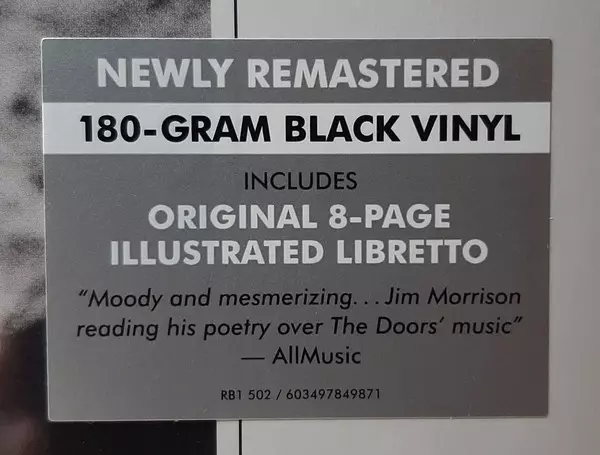 NEWLY REMASTERED
180-GRAM BLACK VINYL
INCLUDES
ORIGINAL 8-PAGE
ILLUSTRATED LIBRETTO
“Moody and mesmerizing... Jim Morrison
reading his poetry over The Doors’ music”
— AllMusic
RB1 502 / 603497849871